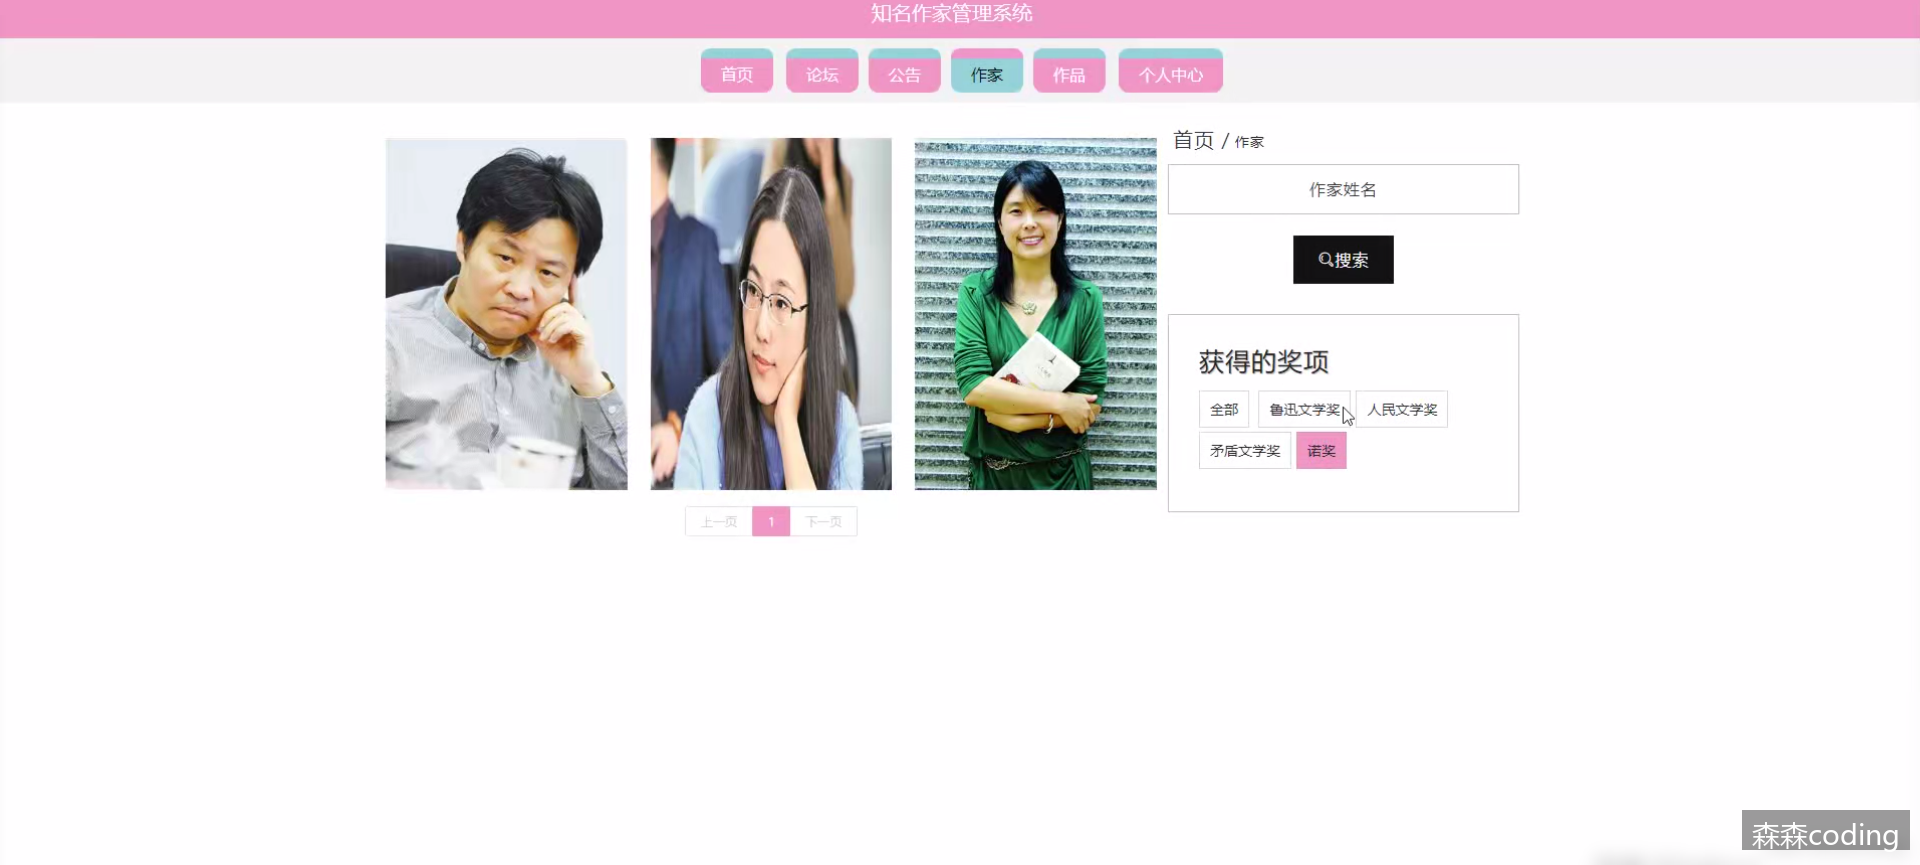 知名作家管理系统
首页 论坛 公告 作家 作品 个人中心
首页 / 作家
作家姓名
搜索
获得的奖项
全部 鲁迅文学奖 人民文学奖
矛盾文学奖 诺奖
上一页 1 下一页
森森coding